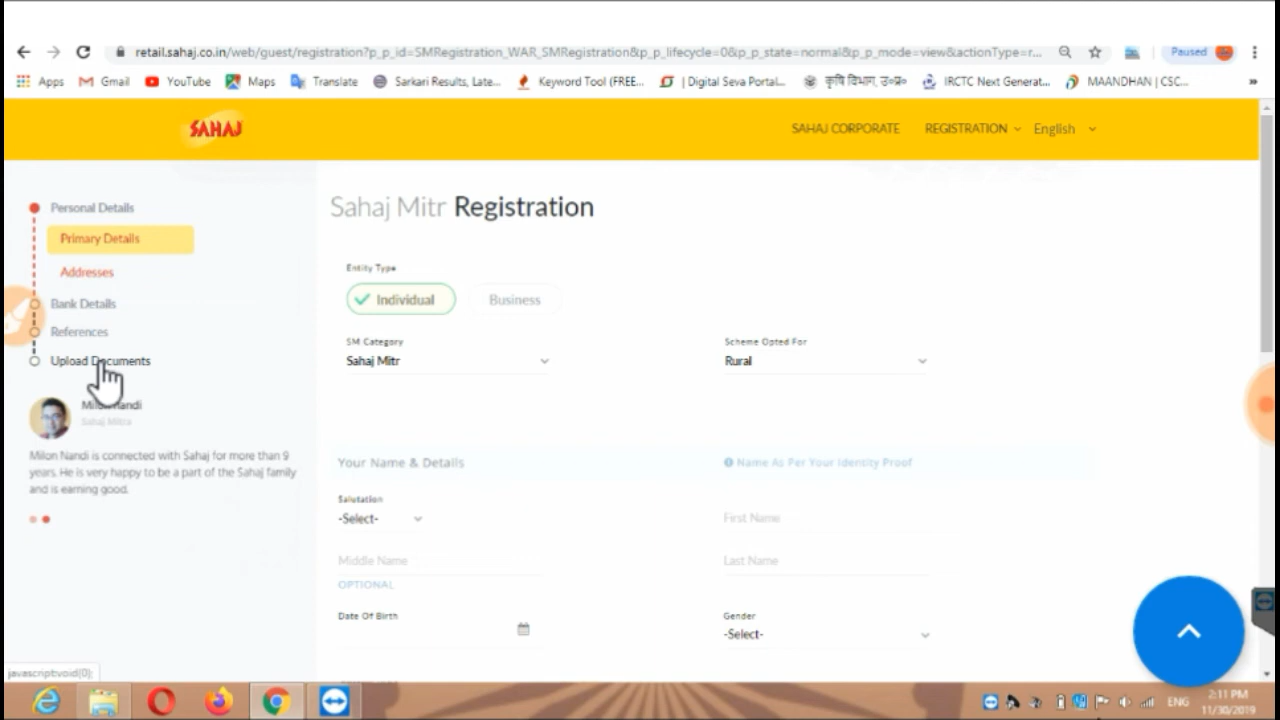 retail.sahaj.co.in/web/guest/registration?p_p_id=SMRegistration_WAR_SMRegistration&p_p_lifecycle=0&p_p_state=normal&p_p_mode=view&actionType=r... Paused
Apps Gmail YouTube Maps Translate Sarkari Results, Late... Keyword Tool (FREE... | Digital Seva Portal... कृषि विभाग, उ०प्र० IRCTC Next Generat... MAANDHAN | CSC... »
SAHAJ SAHAJ CORPORATE REGISTRATION English
Personal Details
Primary Details
Addresses
Bank Details
References
Upload Documents
Milon Nandi
Sahaj Mitra
Milon Nandi is connected with Sahaj for more than 9
years. He is very happy to be a part of the Sahaj family
and is earning good.
Sahaj Mitr Registration
Entity Type
Individual Business
SM Category Scheme Opted For
Sahaj Mitr Rural
Your Name & Details Name As Per Your Identity Proof
Salutation
-Select- First Name
Middle Name Last Name
OPTIONAL
Date Of Birth Gender
-Select-
javascript:void(0);
ENG 2:11 PM
11/30/2019